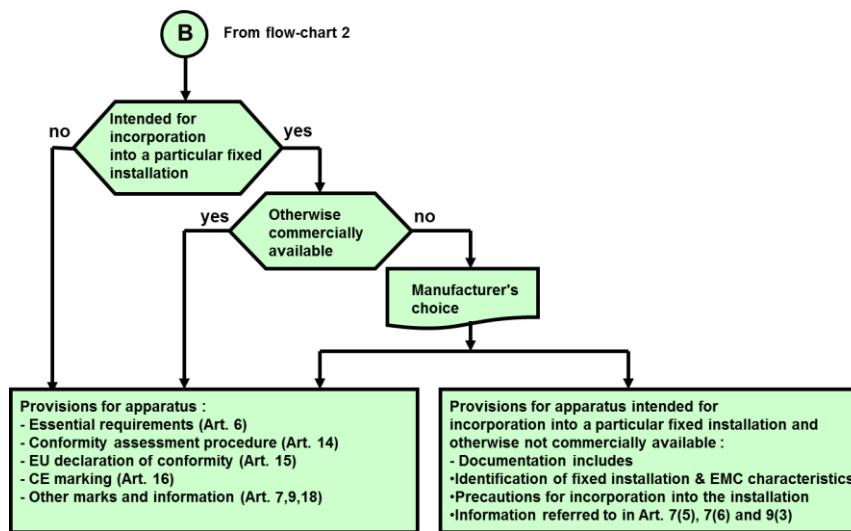 B
From flow-chart 2
Intended for
incorporation
into a particular fixed
installation
no
yes
Otherwise
commercially
available
yes
no
Manufacturer's
choice
Provisions for apparatus :
- Essential requirements (Art. 6)
- Conformity assessment procedure (Art. 14)
- EU declaration of conformity (Art. 15)
- CE marking (Art. 16)
- Other marks and information (Art. 7,9,18)
Provisions for apparatus intended for
incorporation into a particular fixed installation and
otherwise not commercially available :
- Documentation includes
•Identification of fixed installation & EMC characteristics
•Precautions for incorporation into the installation
•Information referred to in Art. 7(5), 7(6) and 9(3)